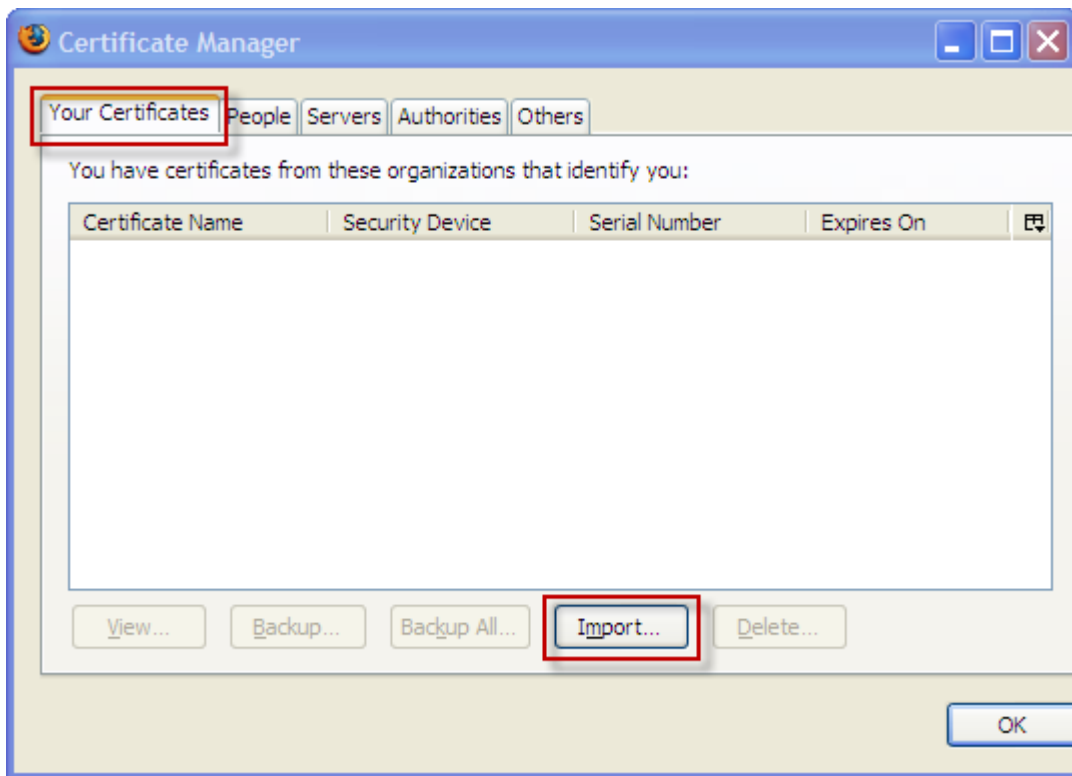 Certificate Manager
Your Certificates People Servers Authorities Others
You have certificates from these organizations that identify you:
Certificate Name Security Device Serial Number Expires On
View... Backup... Backup All... Import... Delete...
OK